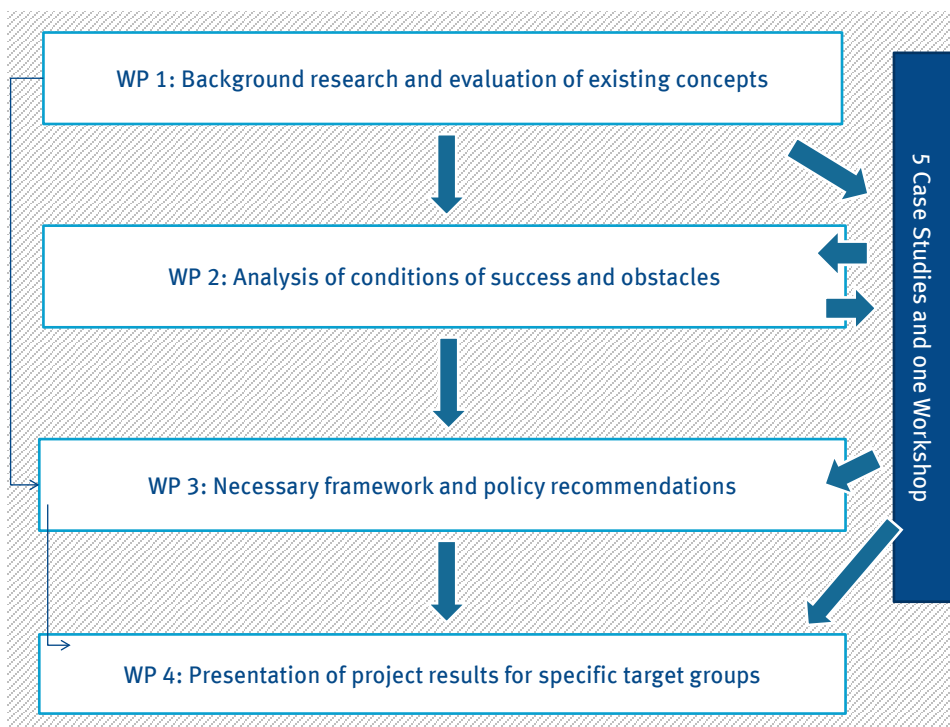 WP 1: Background research and evaluation of existing concepts
WP 2: Analysis of conditions of success and obstacles
WP 3: Necessary framework and policy recommendations
WP 4: Presentation of project results for specific target groups
5 Case Studies and one Workshop